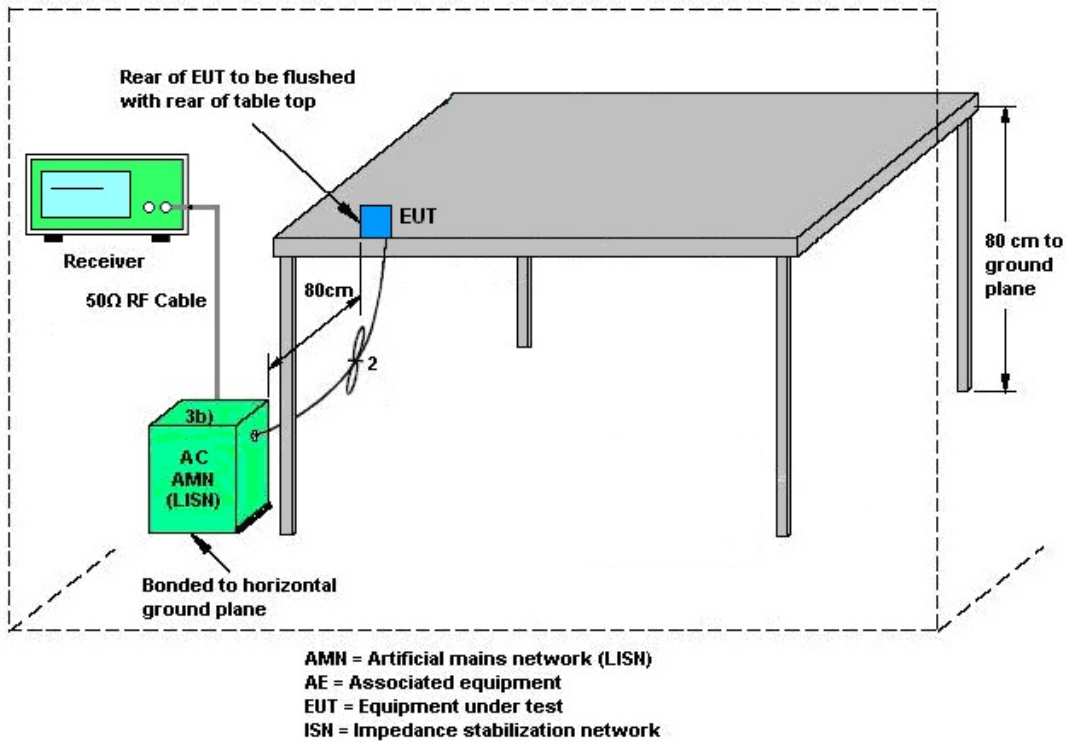 Rear of EUT to be flushed
with rear of table top
EUT
Receiver
50Ω RF Cable
80cm
80 cm to
ground
plane
2
3b)
AC
AMN
(LISN)
Bonded to horizontal
ground plane
AMN = Artificial mains network (LISN)
AE = Associated equipment
EUT = Equipment under test
ISN = Impedance stabilization network